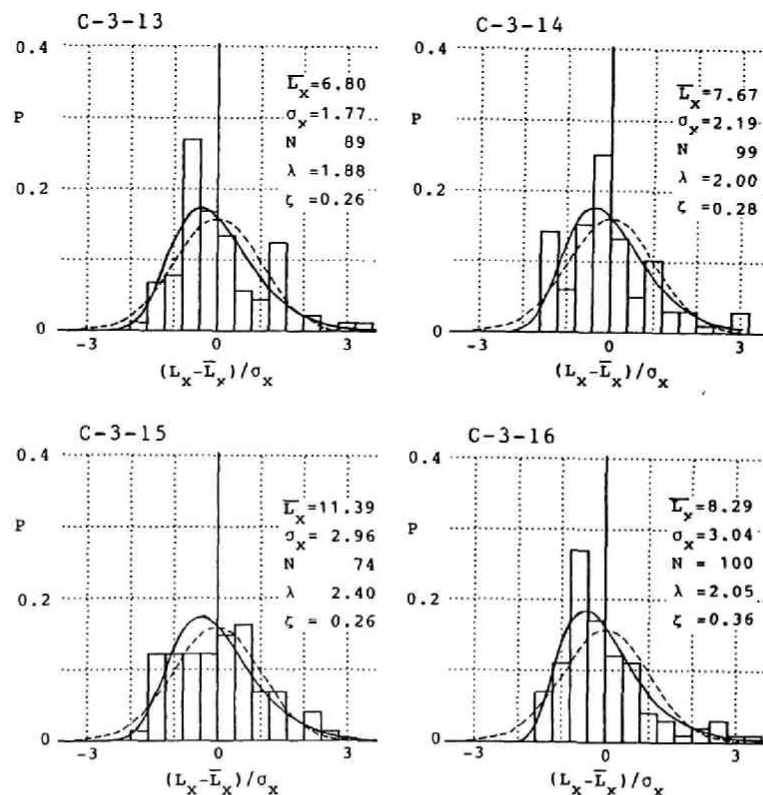 C-3-13
0.4
P
0.2
0
-3 0 3
(Lₓ-L̅ₓ)/σₓ
L̅ₓ=6.80
σₓ=1.77
N 89
λ =1.88
ζ =0.26
C-3-14
0.4
P
0.2
0
-3 0 3
(Lₓ-L̅ₓ)/σₓ
L̅ₓ=7.67
σₓ=2.19
N 99
λ =2.00
ζ =0.28
C-3-15
0.4
P
0.2
0
-3 0 3
(Lₓ-L̅ₓ)/σₓ
L̅ₓ=11.39
σₓ= 2.96
N 74
λ 2.40
ζ = 0.26
C-3-16
0.4
P
0.2
0
-3 0 3
(Lₓ-L̅ₓ)/σₓ
L̅ₓ=8.29
σₓ=3.04
N = 100
λ =2.05
ζ =0.36